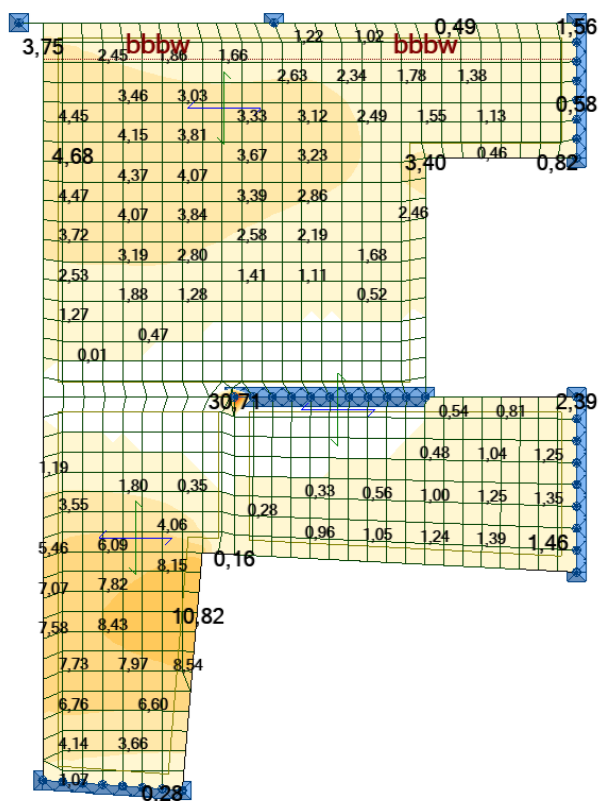 0,49 1,56
3,75 bbbw 1,22 1,02 bbbw
2,45 1,86 1,66
2,63 2,34 1,78 1,38
3,46 3,03 0,58
4,45 3,33 3,12 2,49 1,55 1,13
4,15 3,81
4,68 3,67 3,23 3,40 0,46 0,82
4,37 4,07
4,47 3,39 2,86
4,07 3,84 2,46
3,72 2,58 2,19
3,19 2,80 1,68
2,53 1,41 1,11
1,88 1,28 0,52
1,27
0,47
0,01
30,71 0,54 0,81 2,39
0,48 1,04 1,25
1,19
1,80 0,35 0,33 0,56 1,00 1,25 1,35
3,55 0,28
4,06 0,96 1,05 1,24 1,39 1,46
5,46 6,09
8,15 0,16
7,07 7,82
10,82
7,58 8,43
7,73 7,97 8,54
6,76 6,60
4,14 3,66
1,07
0,28